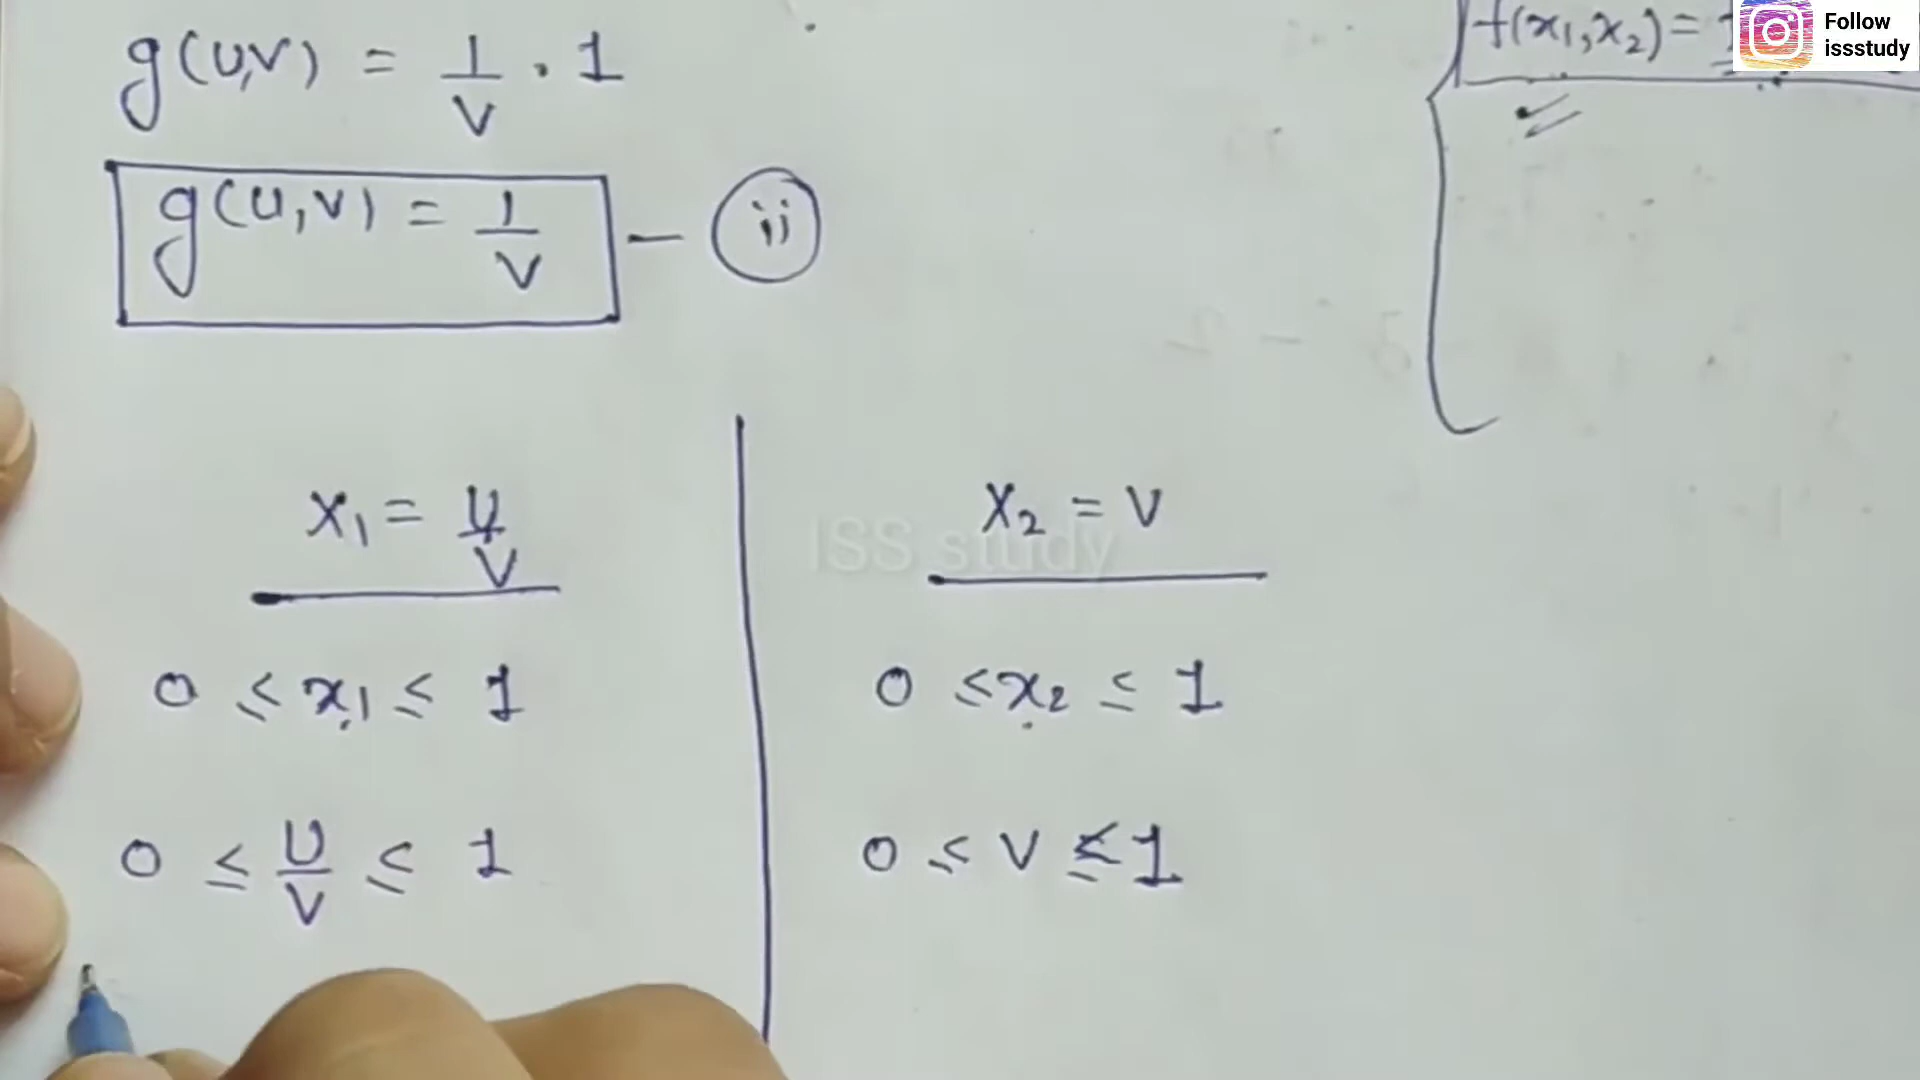 g(U,V) = 1/V · 1
g(U,V) = 1/V — ii
f(x₁,x₂) =
Follow
issstudy
X₁ = U/V
0 ≤ x₁ ≤ 1
0 ≤ U/V ≤ 1
X₂ = V
0 ≤ x₂ ≤ 1
0 ≤ V ≤ 1
ISS study